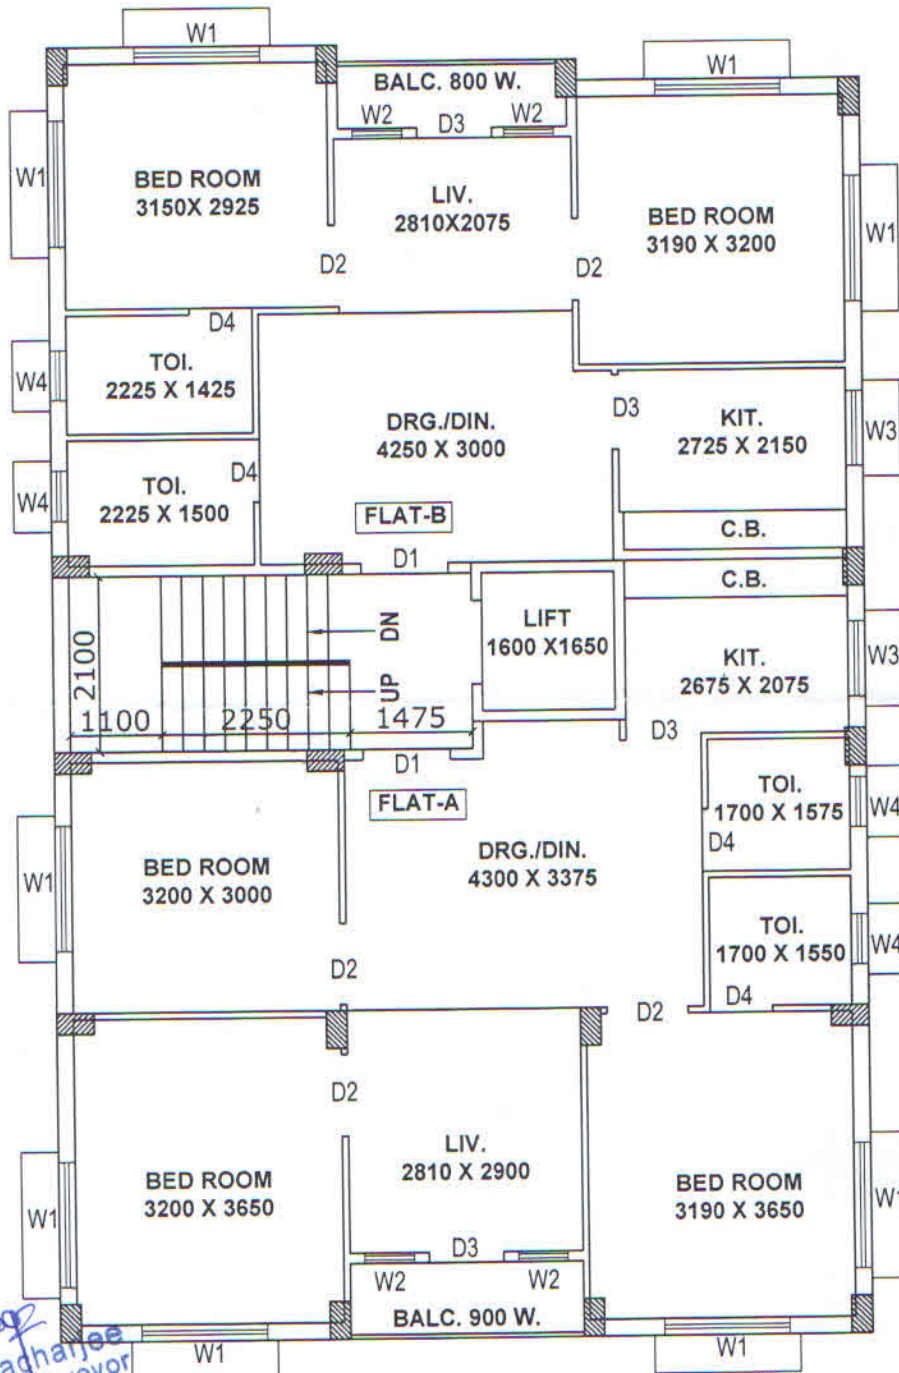 W1
W1
BALC. 800 W.
W2
D3
W2
W1
BED ROOM
3150X 2925
LIV.
2810X2075
BED ROOM
3190 X 3200
W1
D2
D2
D4
W4
TOI.
2225 X 1425
D3
DRG./DIN.
4250 X 3000
KIT.
2725 X 2150
W3
W4
TOI.
2225 X 1500
D4
FLAT-B
C.B.
D1
C.B.
2100
DN
UP
LIFT
1600 X1650
KIT.
2675 X 2075
W3
1100
2250
1475
D3
D1
FLAT-A
TOI.
1700 X 1575
W4
D4
W1
BED ROOM
3200 X 3000
DRG./DIN.
4300 X 3375
TOI.
1700 X 1550
W4
D2
D4
D2
D2
LIV.
2810 X 2900
BED ROOM
3200 X 3650
BED ROOM
3190 X 3650
W1
W1
D3
W2
W2
BALC. 900 W.
W1
W1